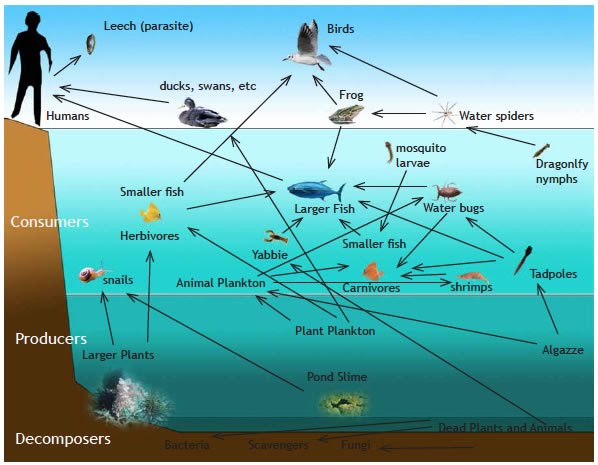 Leech (parasite)
Birds
ducks, swans, etc
Frog
Humans
Water spiders
mosquito
larvae
Dragonlfy
nymphs
Smaller fish
Consumers
Larger Fish
Water bugs
Herbivores
Yabbie
Smaller fish
snails
Animal Plankton
Carnivores
shrimps
Tadpoles
Plant Plankton
Producers
Larger Plants
Algazze
Pond Slime
Dead Plants and Animals
Decomposers
Bacteria
Scavengers
Fungi